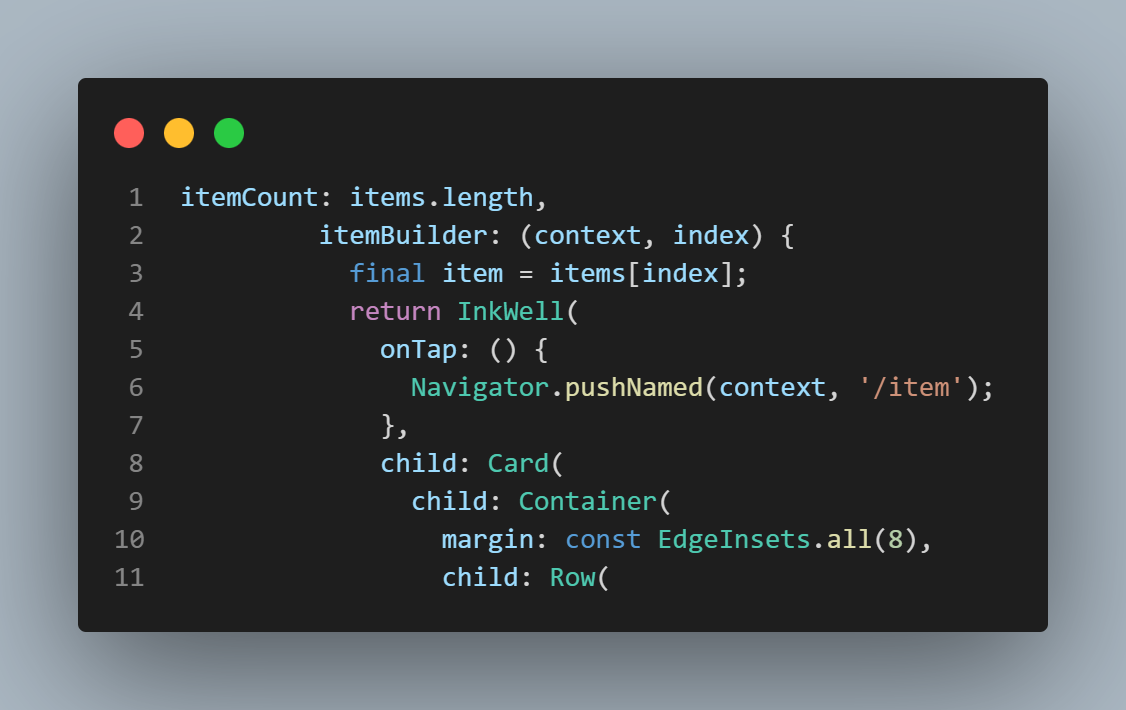 1 itemCount: items.length,
2 itemBuilder: (context, index) {
3 final item = items[index];
4 return InkWell(
5 onTap: () {
6 Navigator.pushNamed(context, '/item');
7 },
8 child: Card(
9 child: Container(
10 margin: const EdgeInsets.all(8),
11 child: Row(